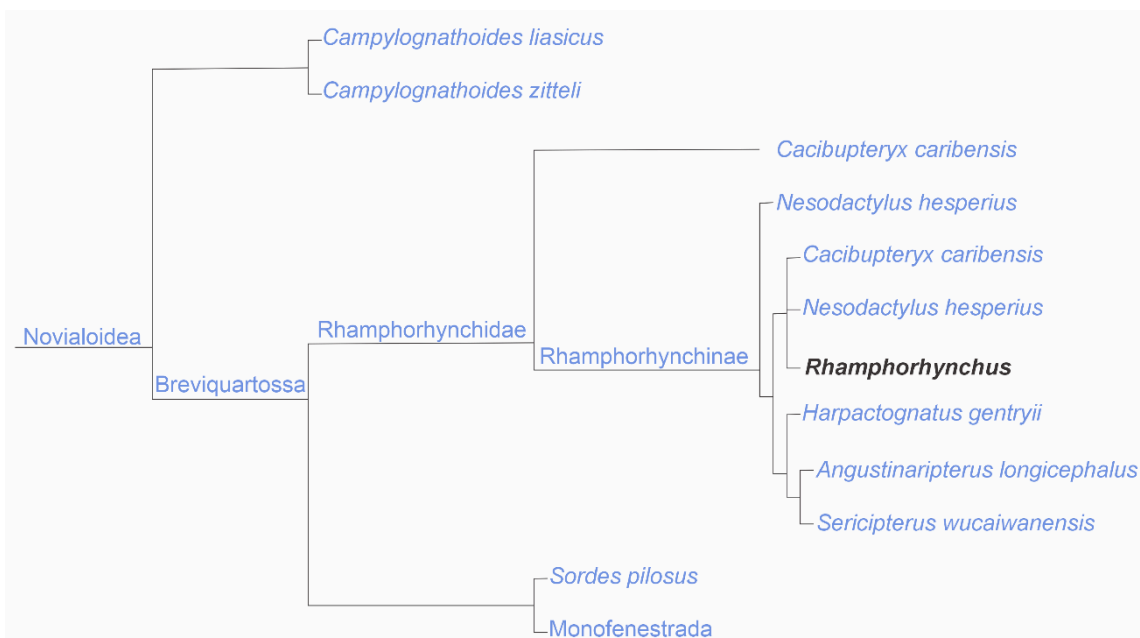 Campylognathoides liasicus
Campylognathoides zitteli
Cacibupteryx caribensis
Nesodactylus hesperius
Cacibupteryx caribensis
Nesodactylus hesperius
Novialoidea
Rhamphorhynchidae
Rhamphorhynchinae
Rhamphorhynchus
Breviquartossa
Harpactognatus gentryii
Angustinaripterus longicephalus
Sericipterus wucaiwanensis
Sordes pilosus
Monofenestrada